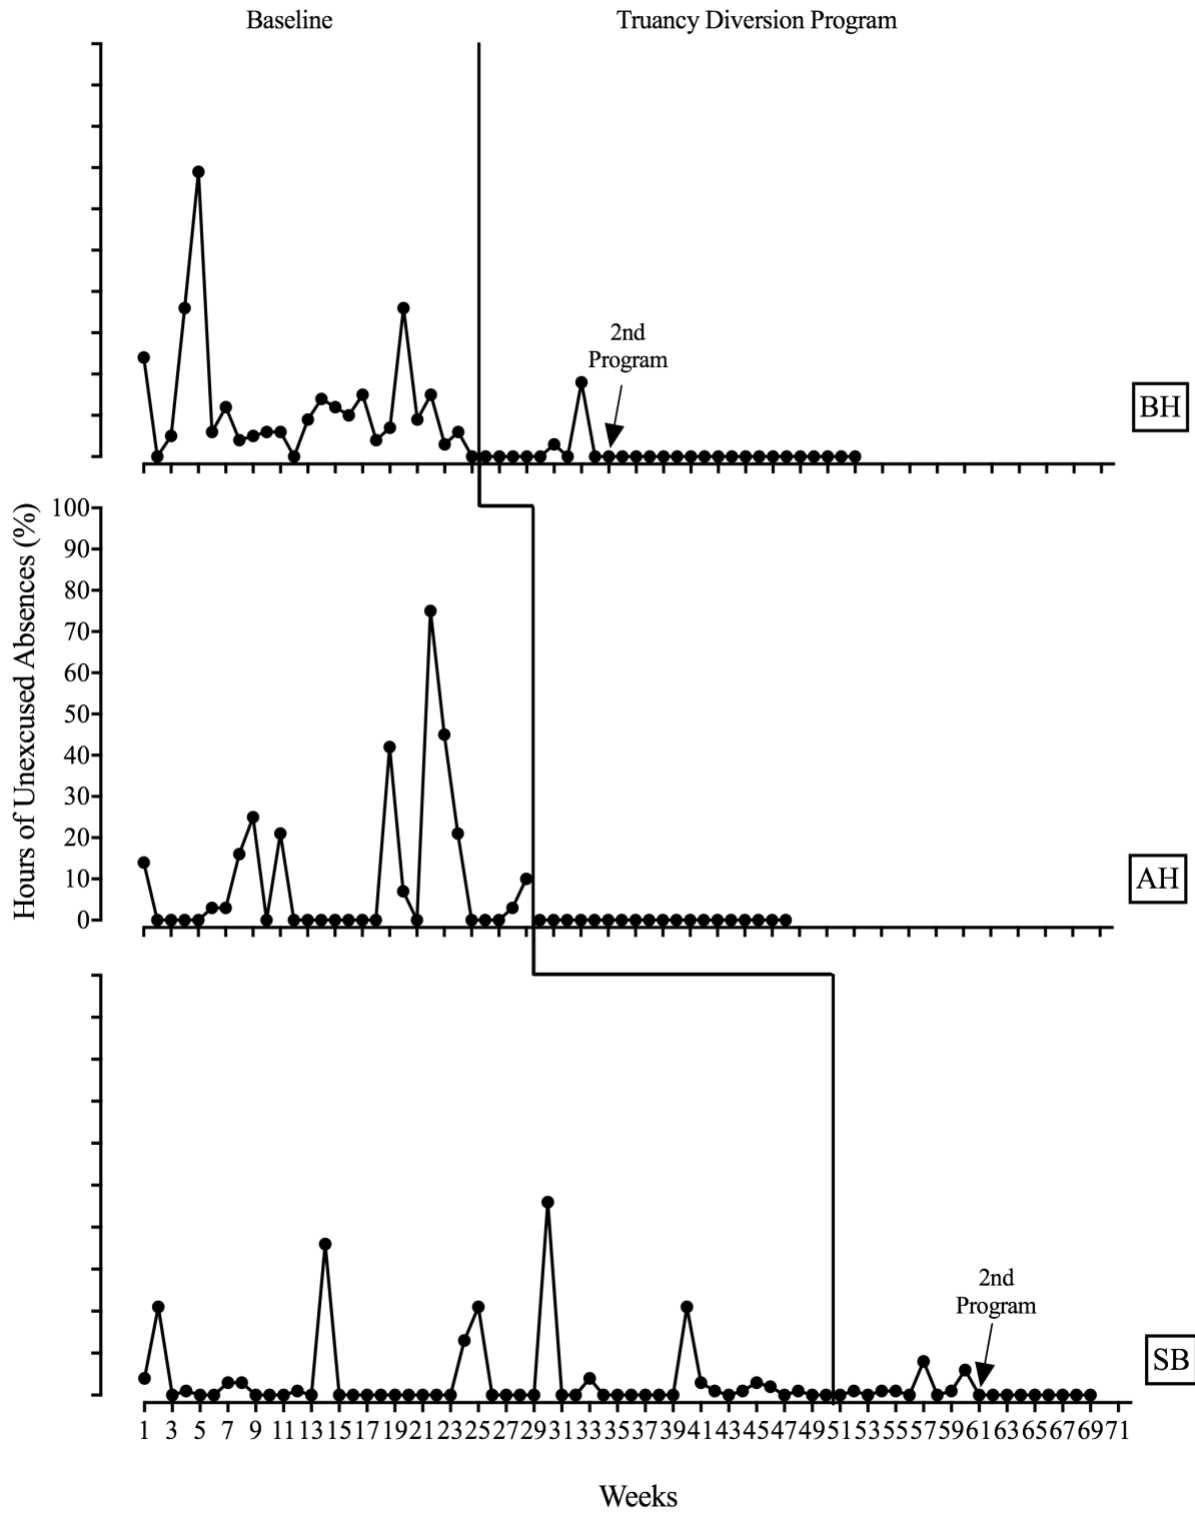 Baseline
Truancy Diversion Program
2nd
Program
BH
Hours of Unexcused Absences (%)
100
90
80
70
60
50
40
30
20
10
0
AH
2nd
Program
SB
1 3 5 7 9 11 13 15 17 19 21 23 25 27 29 31 33 35 37 39 41 43 45 47 49 51 53 55 57 59 61 63 65 67 69 71
Weeks